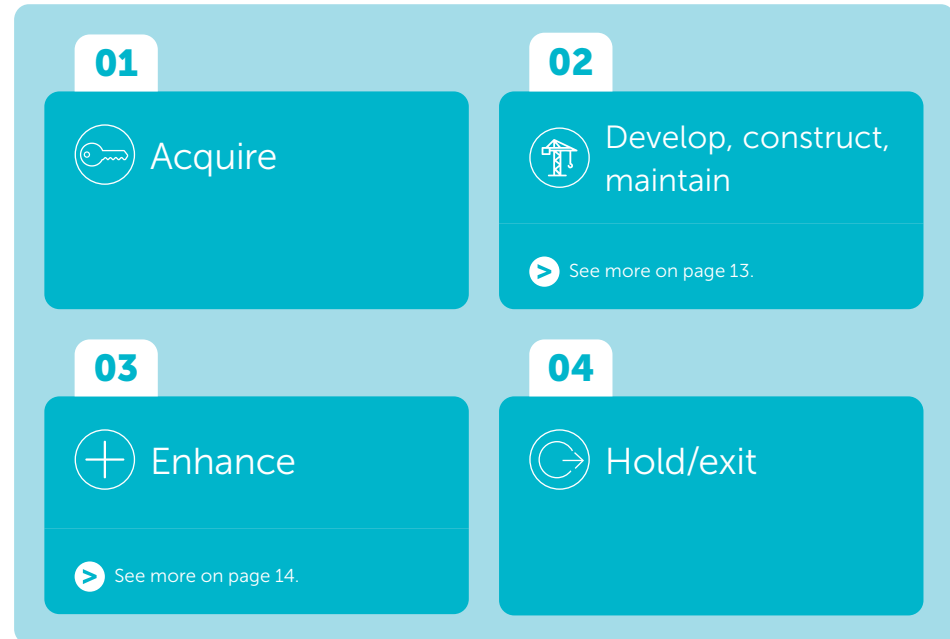 01
Acquire
02
Develop, construct,
maintain
See more on page 13.
03
Enhance
See more on page 14.
04
Hold/exit